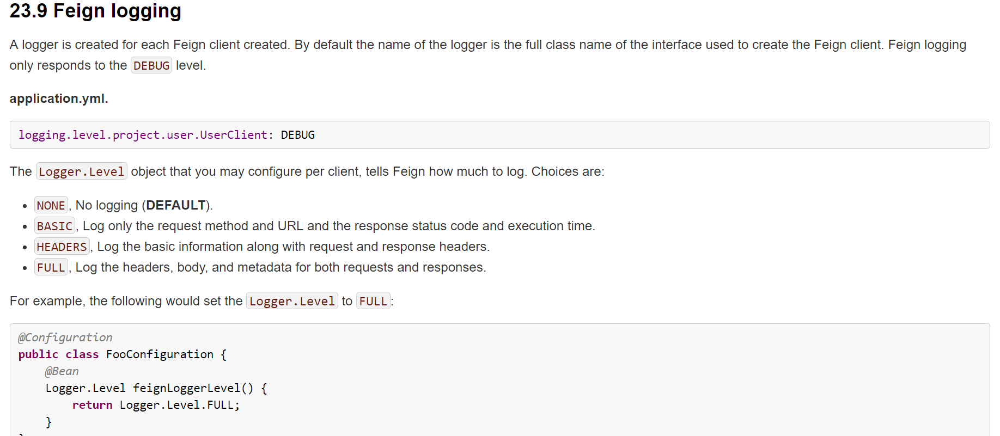 23.9 Feign logging
A logger is created for each Feign client created. By default the name of the logger is the full class name of the interface used to create the Feign client. Feign logging
only responds to the DEBUG level.
application.yml.
logging.level.project.user.UserClient: DEBUG
The Logger.Level object that you may configure per client, tells Feign how much to log. Choices are:
• NONE, No logging (DEFAULT).
• BASIC, Log only the request method and URL and the response status code and execution time.
• HEADERS, Log the basic information along with request and response headers.
• FULL, Log the headers, body, and metadata for both requests and responses.
For example, the following would set the Logger.Level to FULL:
@Configuration
public class FooConfiguration {
    @Bean
    Logger.Level feignLoggerLevel() {
        return Logger.Level.FULL;
    }